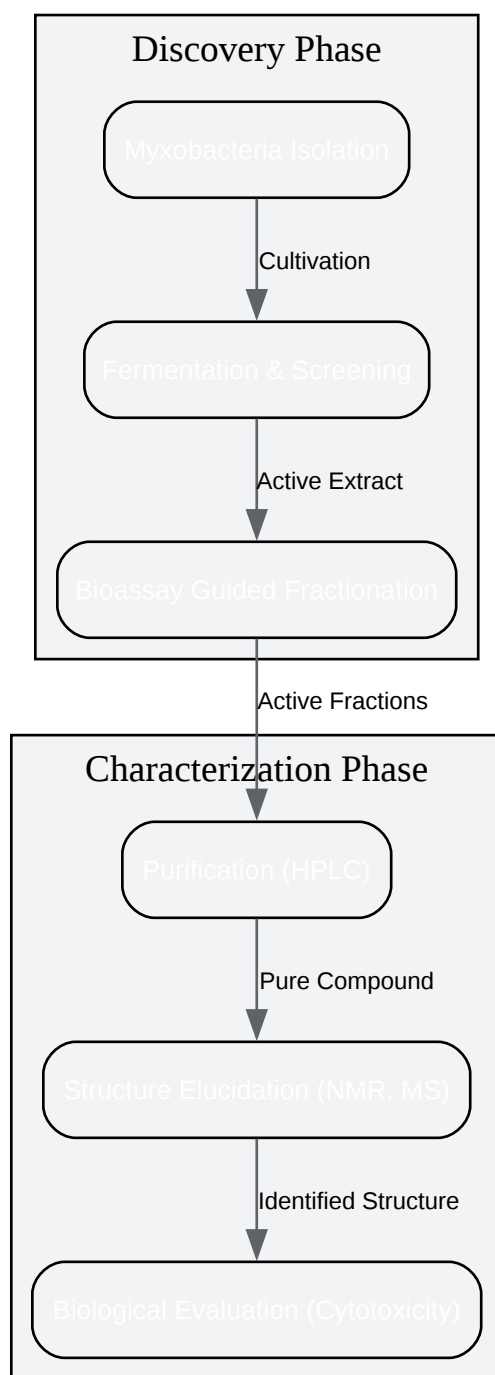 Discovery Phase
Myxobacteria Isolation
Cultivation
Fermentation & Screening
Active Extract
Bioassay Guided Fractionation
Active Fractions
Characterization Phase
Purification (HPLC)
Pure Compound
Structure Elucidation (NMR, MS)
Identified Structure
Biological Evaluation (Cytotoxicity)